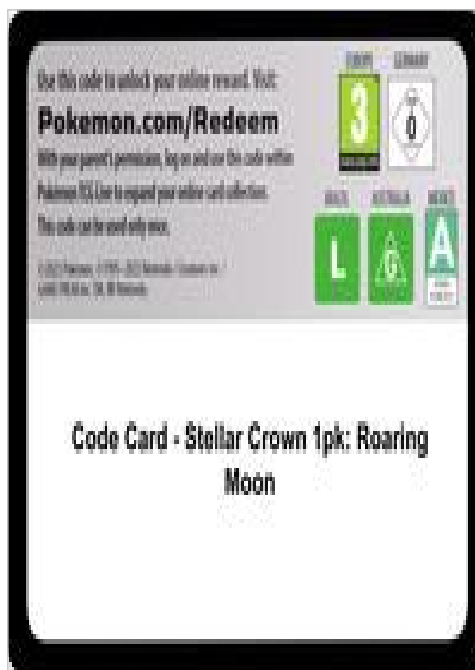 Use this code to unlock your online reward. Visit:
Pokemon.com/Redeem
With your parent's permission, log on and use this code within
Pokémon TCG Live to expand your online card collection.
This code can be used only once.
EUROPE GERMANY
3
0
BRAZIL AUSTRALIA MEXICO
L
G
A
Code Card - Stellar Crown 1pk: Roaring
Moon